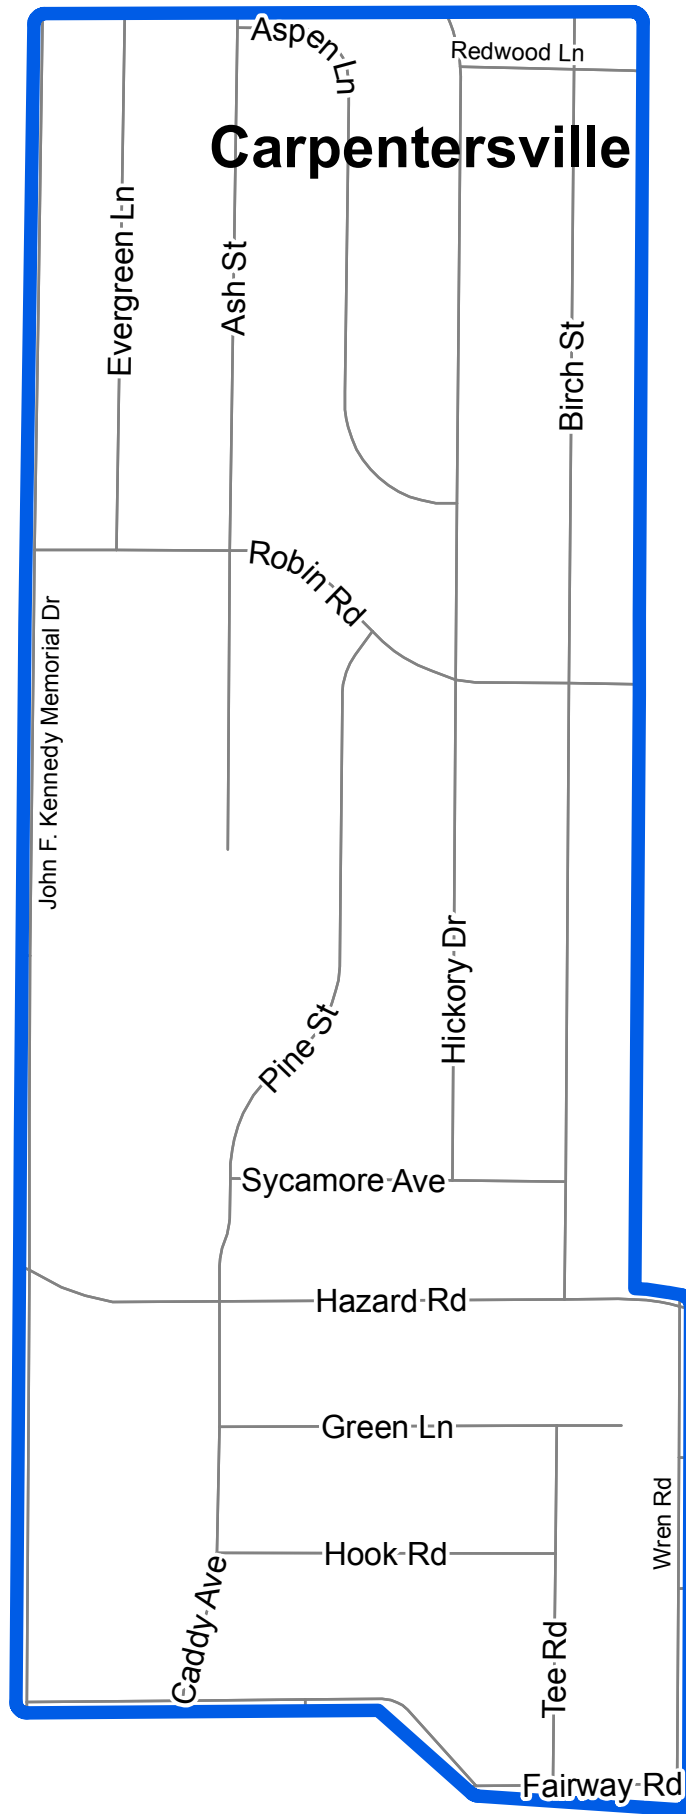 Aspen Ln
Redwood Ln
Carpentersville
Evergreen Ln
Ash St
Birch St
Robin Rd
John F. Kennedy Memorial Dr
Hickory Dr
Pine St
Sycamore Ave
Hazard Rd
Green Ln
Wren Rd
Hook Rd
Caddy Ave
Tee Rd
Fairway Rd